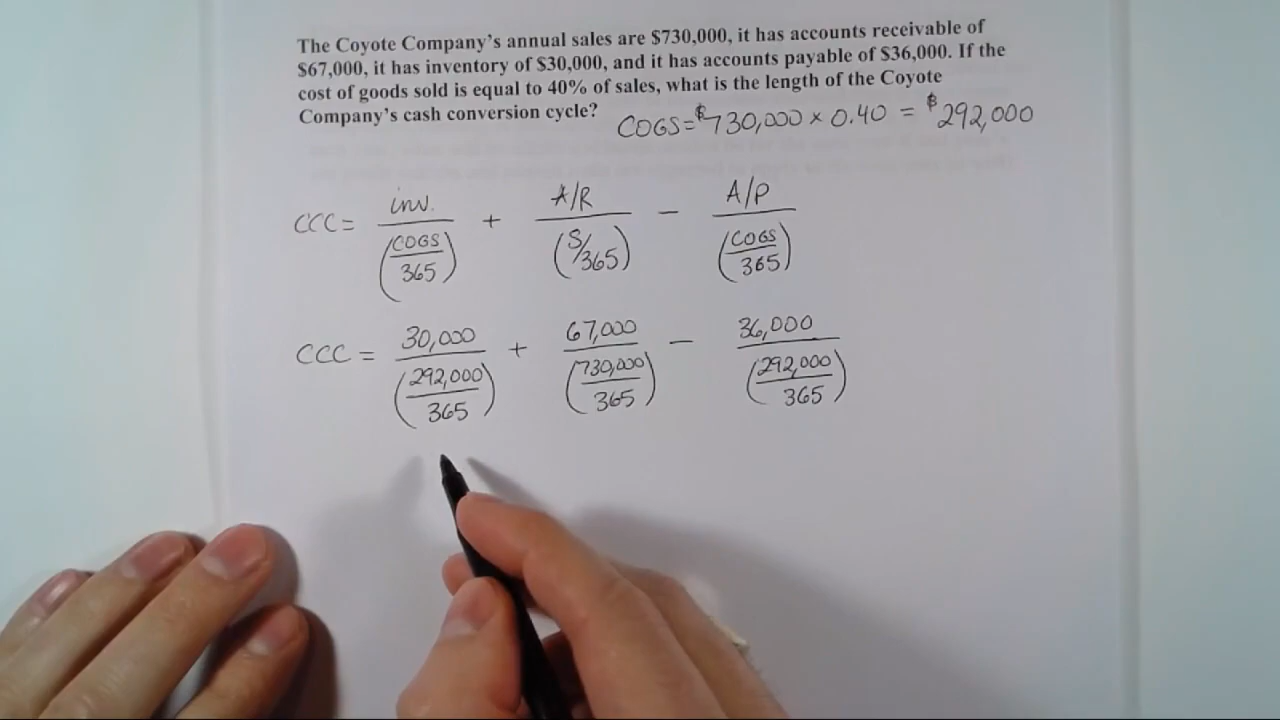 The Coyote Company's annual sales are $730,000, it has accounts receivable of
$67,000, it has inventory of $30,000, and it has accounts payable of $36,000. If the
cost of goods sold is equal to 40% of sales, what is the length of the Coyote
Company's cash conversion cycle?
COGS=$730,000 × 0.40 = $292,000
CCC= inv. / (COGS/365) + A/R / (S/365) − A/P / (COGS/365)
CCC = 30,000 / (292,000/365) + 67,000 / (730,000/365) − 36,000 / (292,000/365)